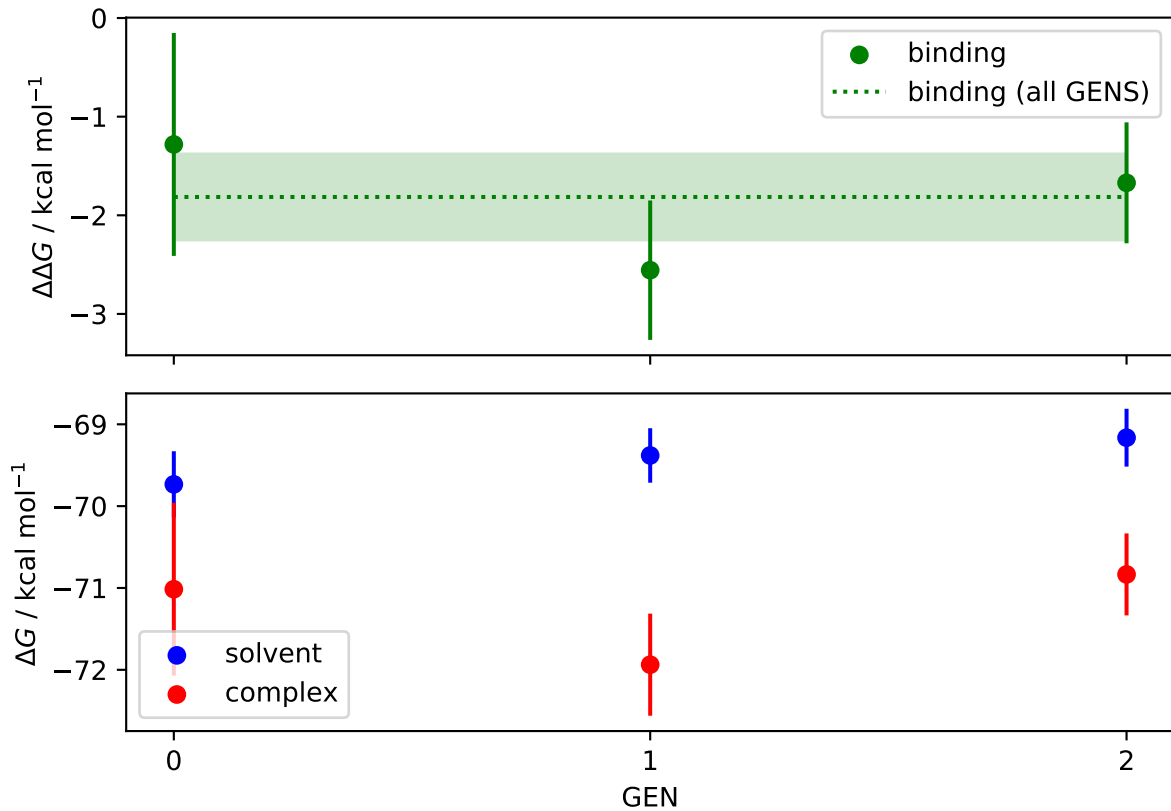 0
−1
−2
−3
ΔΔG / kcal mol⁻¹
binding
binding (all GENS)
−69
−70
−71
−72
ΔG / kcal mol⁻¹
solvent
complex
0 1 2
GEN